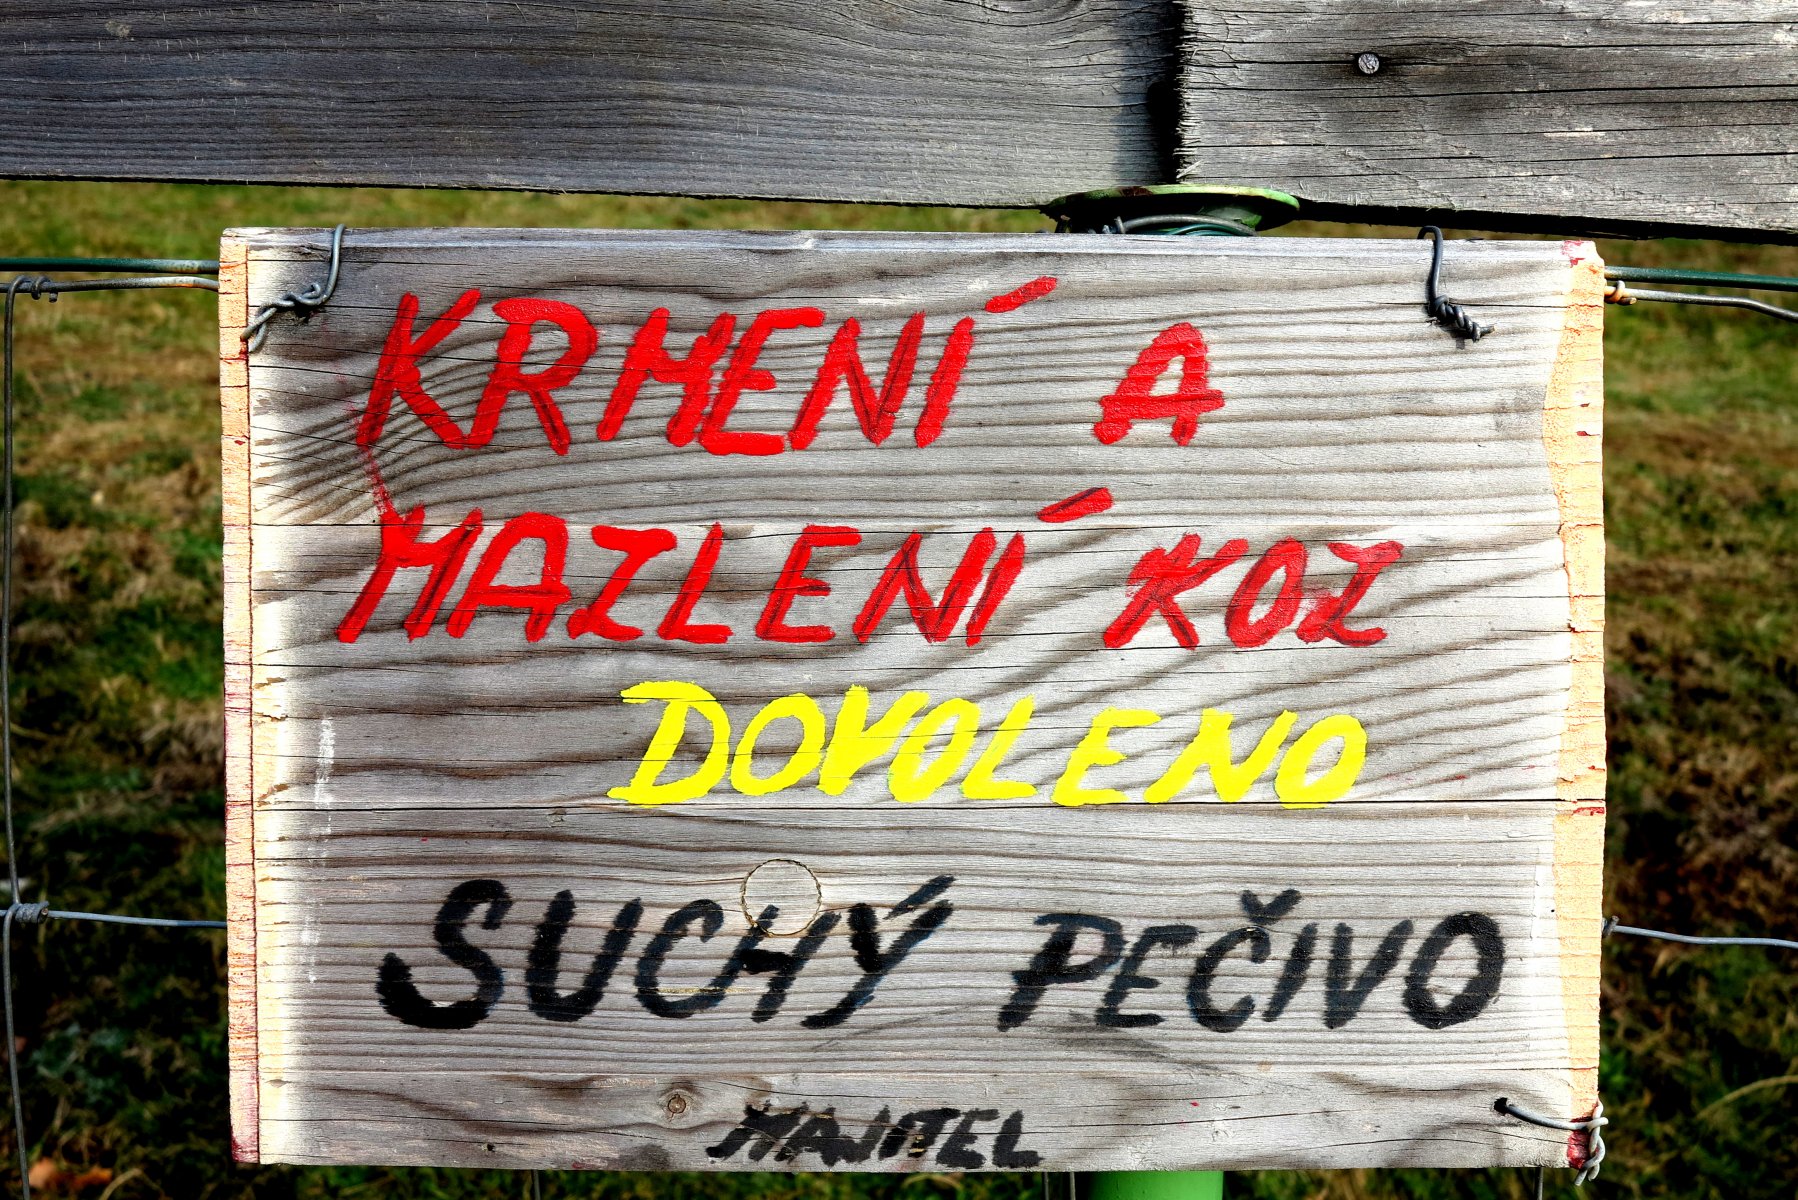 KRMENÍ A
MAZLENÍ KOZ
DOVOLENO
SUCHÝ PEČIVO
MAJITEL